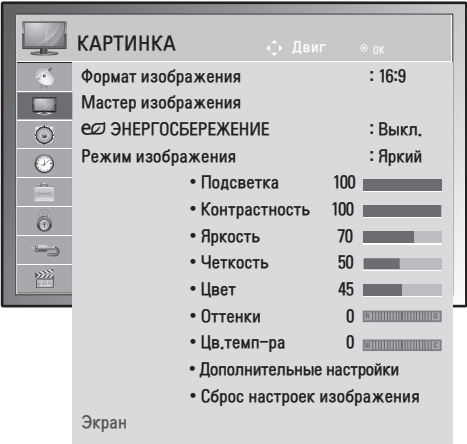 КАРТИНКА Двиг ОК
Формат изображения : 16:9
Мастер изображения
ЭНЕРГОСБЕРЕЖЕНИЕ : Выкл.
Режим изображения : Яркий
• Подсветка 100
• Контрастность 100
• Яркость 70
• Четкость 50
• Цвет 45
• Оттенки 0 R G
• Цв.темп-ра 0 W C
• Дополнительные настройки
• Сброс настроек изображения
Экран